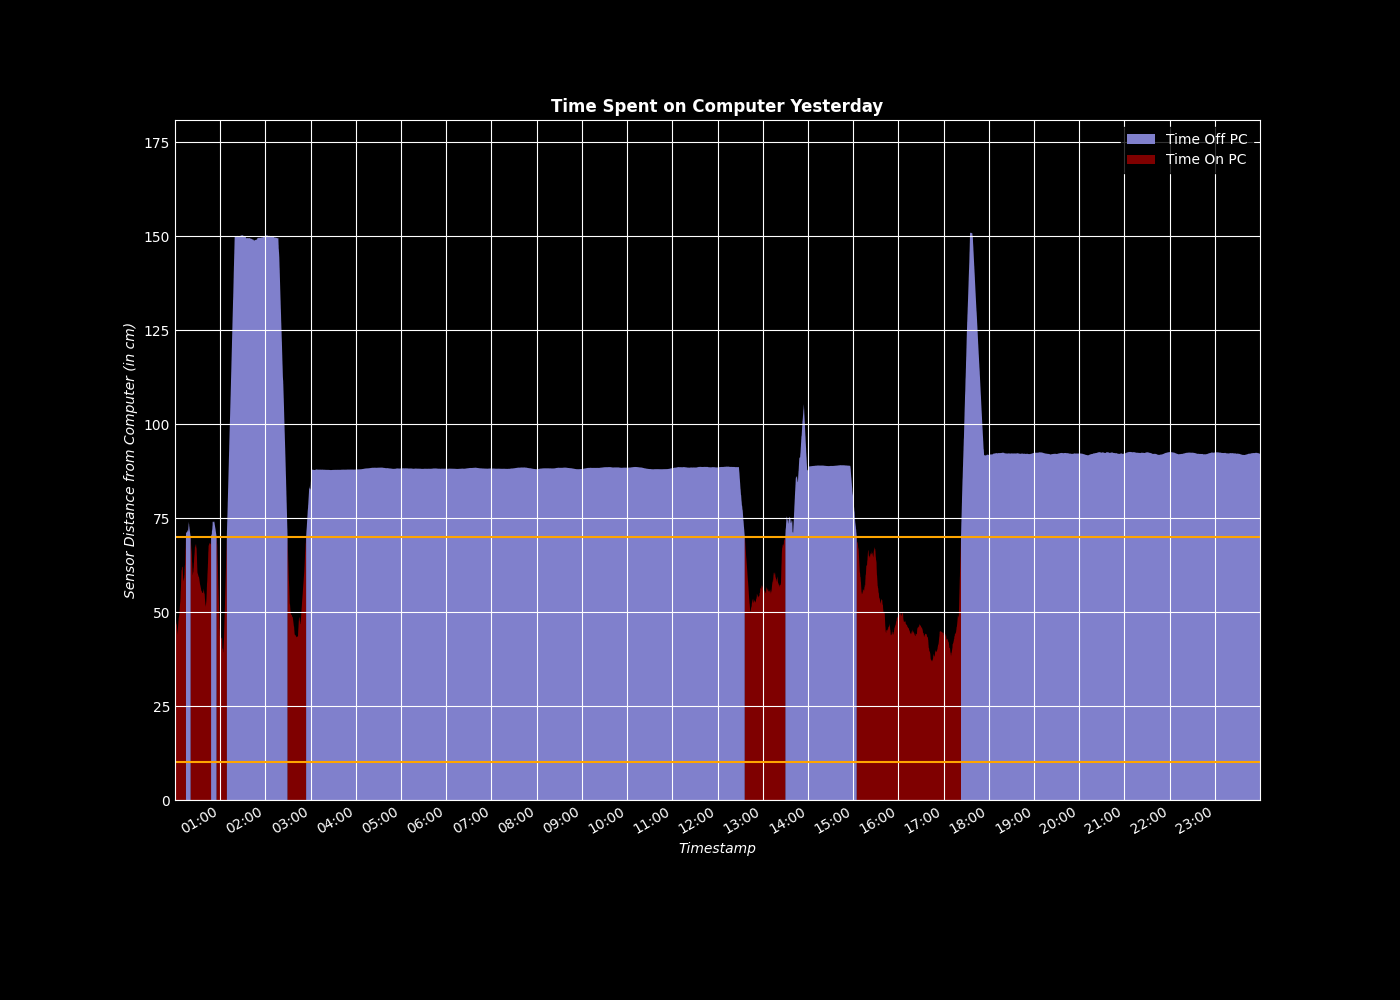 Time Spent on Computer Yesterday
Time Off PC
Time On PC
175
150
125
100
75
50
25
0
Sensor Distance from Computer (in cm)
01:00 02:00 03:00 04:00 05:00 06:00 07:00 08:00 09:00 10:00 11:00 12:00 13:00 14:00 15:00 16:00 17:00 18:00 19:00 20:00 21:00 22:00 23:00
Timestamp